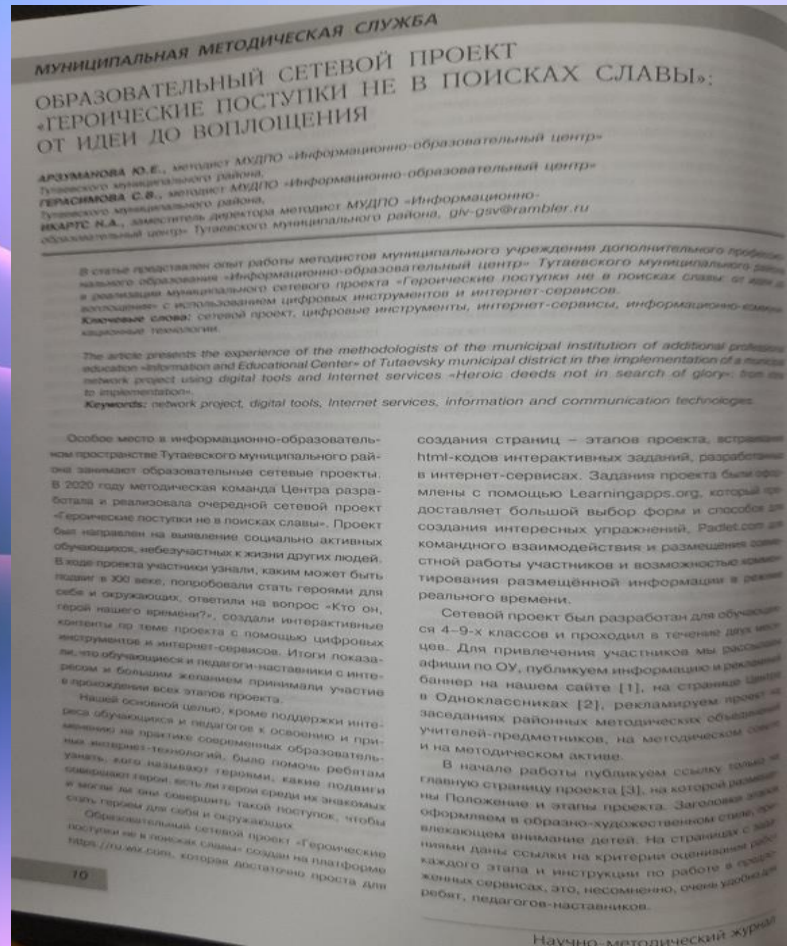 МУНИЦИПАЛЬНАЯ МЕТОДИЧЕСКАЯ СЛУЖБА
ОБРАЗОВАТЕЛЬНЫЙ СЕТЕВОЙ ПРОЕКТ
«ГЕРОИЧЕСКИЕ ПОСТУПКИ НЕ В ПОИСКАХ СЛАВЫ»:
ОТ ИДЕИ ДО ВОПЛОЩЕНИЯ
АРЗУМАНОВА Ю.Е., методист МУДПО «Информационно-образовательный центр»
Тутаевского муниципального района,
ГЕРАСИМОВА С.В., методист МУДПО «Информационно-образовательный центр»
Тутаевского муниципального района,
ИКАРТС Н.А., заместитель директора методист МУДПО «Информационно-
образовательный центр» Тутаевского муниципального района, giv-gsv@rambler.ru
В статье представлен опыт работы методистов муниципального учреждения дополнительного професси-
нального образования «Информационно-образовательный центр» Тутаевского муниципального района
в реализации муниципального сетевого проекта «Героические поступки не в поисках славы: от идеи до
воплощения» с использованием цифровых инструментов и интернет-сервисов.
Ключевые слова: сетевой проект, цифровые инструменты, интернет-сервисы, информационно-комму-
кационные технологии.
The article presents the experience of the methodologists of the municipal institution of additional professional
education «Information and Educational Center» of Tutaevsky municipal district in the implementation of a municipal
network project using digital tools and Internet services «Heroic deeds not in search of glory»: from idea
to implementation».
Keywords: network project, digital tools, Internet services, information and communication technologies.
Особое место в информационно-образователь-
ном пространстве Тутаевского муниципального рай-
она занимают образовательные сетевые проекты.
В 2020 году методическая команда Центра разра-
ботала и реализовала очередной сетевой проект
«Героические поступки не в поисках славы». Проект
был направлен на выявление социально активных
обучающихся, небезучастных к жизни других людей.
В ходе проекта участники узнали, каким может быть
подвиг в XXI веке, попробовали стать героями для
себя и окружающих, ответили на вопрос «Кто он,
герой нашего времени?», создали интерактивные
контенты по теме проекта с помощью цифровых
инструментов и интернет-сервисов. Итоги показа-
ли, что обучающиеся и педагоги-наставники с инте-
ресом и большим желанием принимали участие
в прохождении всех этапов проекта.
Нашей основной целью, кроме поддержки инте-
реса обучающихся и педагогов к освоению и при-
менению на практике современных образователь-
ных интернет-технологий, было помочь ребятам
узнать, кого называют героями, какие подвиги
совершают герои, есть ли герои среди их знакомых
и могли ли они совершить такой поступок, чтобы
стать героем для себя и окружающих.
Образовательный сетевой проект «Героические
поступки не в поисках славы» создан на платформе
https://ru.wix.com, которая достаточно проста для
10
создания страниц – этапов проекта, встраивания
html-кодов интерактивных заданий, разработанных
в интернет-сервисах. Задания проекта были офор-
млены с помощью Learningapps.org, который пре-
доставляет большой выбор форм и способов для
создания интересных упражнений, Padlet.com для
командного взаимодействия и размещения совме-
стной работы участников и возможностью коммен-
тирования размещённой информации в режиме
реального времени.
Сетевой проект был разработан для обучающих-
ся 4–9-х классов и проходил в течение двух меся-
цев. Для привлечения участников мы рассылаем
афиши по ОУ, публикуем информацию и рекламный
баннер на нашем сайте [1], на странице Центра
в Одноклассниках [2], рекламируем проект на
заседаниях районных методических объединений
учителей-предметников, на методическом совете
и на методическом активе.
В начале работы публикуем ссылку только на
главную страницу проекта [3], на которой размеще-
ны Положение и этапы проекта. Заголовки этапов
оформляем в образно-художественном стиле, при-
влекающем внимание детей. На страницах с зада-
ниями даны ссылки на критерии оценивания работ
каждого этапа и инструкции по работе в предло-
женных сервисах, это, несомненно, очень удобно для
ребят, педагогов-наставников.
Научно-методический журнал